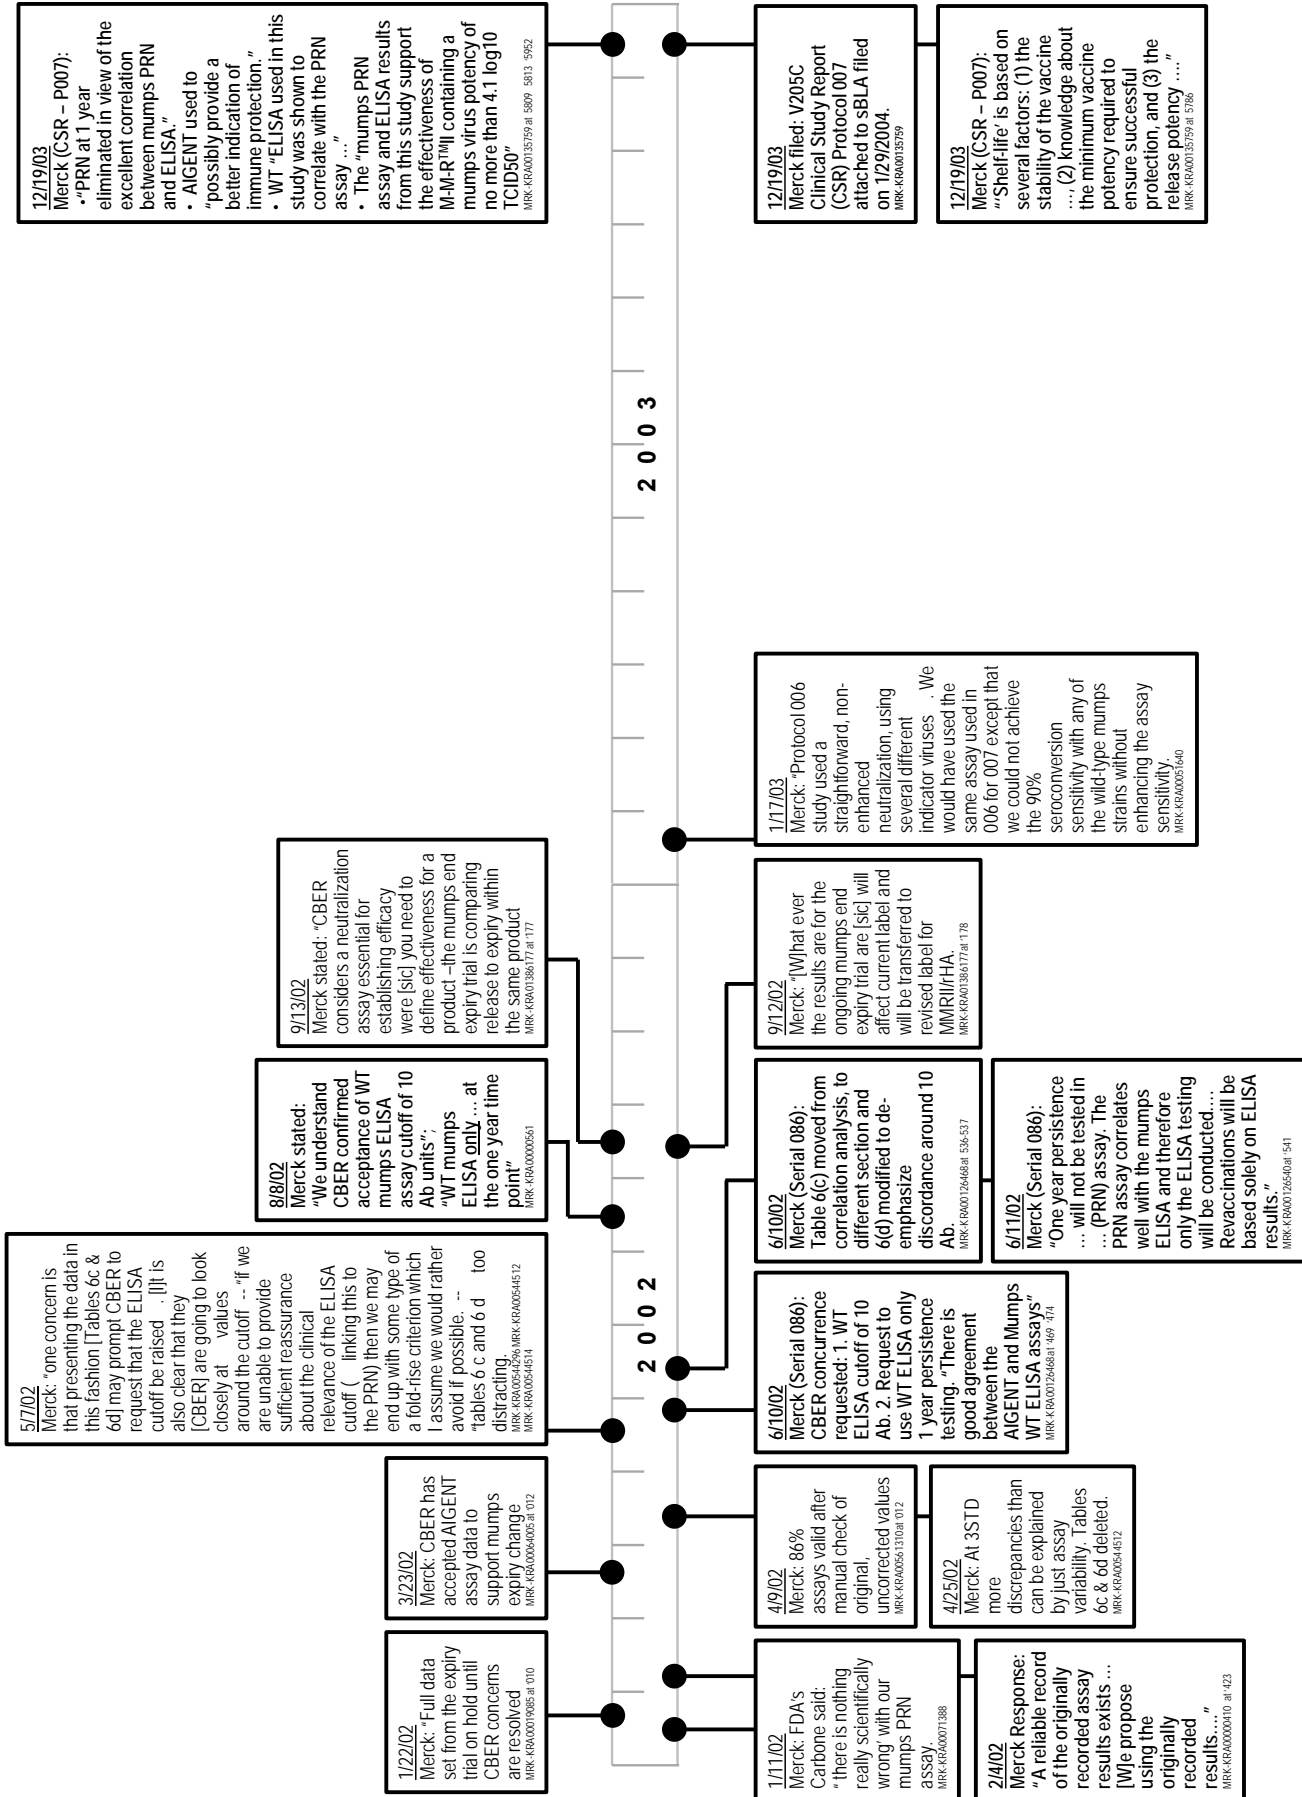 1/22/02
Merck: “Full data
set from the expiry
trial on hold until
CBER concerns
are resolved
MRK-KRA00019085 at '010
3/23/02
Merck: CBER has
accepted AIGENT
assay data to
support mumps
expiry change
MRK-KRA00064005 at '012
5/7/02
Merck: “one concern is
that presenting the data in
this fashion [Tables 6c &
6d] may prompt CBER to
request that the ELISA
cutoff be raised . [I]t is
also clear that they
[CBER] are going to look
closely at values
around the cutoff -- “if we
are unable to provide
sufficient reassurance
about the clinical
relevance of the ELISA
cutoff ( linking this to
the PRN) then we may
end up with some type of
a fold-rise criterion which
I assume we would rather
avoid if possible. --
“tables 6 c and 6 d too
distracting.
MRK-KRA00544296 MRK-KRA00544512
MRK-KRA00544514
8/8/02
Merck stated:
“We understand
CBER confirmed
acceptance of WT
mumps ELISA
assay cutoff of 10
Ab units”;
“WT mumps
ELISA only … at
the one year time
point”
MRK-KRA00000561
9/13/02
Merck stated: “CBER
considers a neutralization
assay essential for
establishing efficacy
were [sic] you need to
define effectiveness for a
product –the mumps end
expiry trial is comparing
release to expiry within
the same product
MRK-KRA01386177 at '177
12/19/03
Merck (CSR – P007):
•“PRN at 1 year
eliminated in view of the
excellent correlation
between mumps PRN
and ELISA.”
• AIGENT used to
“possibly provide a
better indication of
immune protection.”
• WT “ELISA used in this
study was shown to
correlate with the PRN
assay …”
• The “mumps PRN
assay and ELISA results
from this study support
the effectiveness of
M-M-R™II containing a
mumps virus potency of
no more than 4.1 log10
TCID50”
MRK-KRA00135759 at 5809 5813 '5952
2002
2003
1/11/02
Merck: FDA's
Carbone said:
“ there is nothing
really scientifically
wrong' with our
mumps PRN
assay.
MRK-KRA00071388
2/4/02
Merck Response:
“A reliable record
of the originally
recorded assay
results exists …
[W]e propose
using the
originally
recorded
results….”
MRK-KRA0000410 at '423
4/9/02
Merck: 86%
assays valid after
manual check of
original,
uncorrected values
MRK-KRA00561310 at '012
4/25/02
Merck: At 3STD
more
discrepancies than
can be explained
by just assay
variability. Tables
6c & 6d deleted.
MRK-KRA00544512
6/10/02
Merck (Serial 086):
CBER concurrence
requested: 1. WT
ELISA cutoff of 10
Ab. 2. Request to
use WT ELISA only
1 year persistence
testing. “There is
good agreement
between the
AIGENT and Mumps
WT ELISA assays”
MRK-KRA00126468 at '469 '474
6/10/02
Merck (Serial 086):
Table 6(c) moved from
correlation analysis, to
different section and
6(d) modified to de-
emphasize
discordance around 10
Ab.
MRK-KRA00126468 at 536-537
6/11/02
Merck (Serial 086):
“One year persistence
… will not be tested in
… (PRN) assay. The
PRN assay correlates
well with the mumps
ELISA and therefore
only the ELISA testing
will be conducted….
Revaccinations will be
based solely on ELISA
results.”
MRK-KRA00126540 at '541
9/12/02
Merck: “[W]hat ever
the results are for the
ongoing mumps end
expiry trial are [sic] will
affect current label and
will be transferred to
revised label for
MMRII/rHA.
MRK-KRA01386177 at '178
1/17/03
Merck: “Protocol 006
study used a
straightforward, non-
enhanced
neutralization, using
several different
indicator viruses . We
would have used the
same assay used in
006 for 007 except that
we could not achieve
the 90%
seroconversion
sensitivity with any of
the wild-type mumps
strains without
enhancing the assay
sensitivity.
MRK-KRA00051640
12/19/03
Merck filed: V205C
Clinical Study Report
(CSR) Protocol 007
attached to sBLA filed
on 1/29/2004.
MRK-KRA00135759
12/19/03
Merck (CSR – P007):
“‘Shelf-life’ is based on
several factors: (1) the
stability of the vaccine
…, (2) knowledge about
the minimum vaccine
potency required to
ensure successful
protection, and (3) the
release potency ….”
MRK-KRA00135759 at 5786